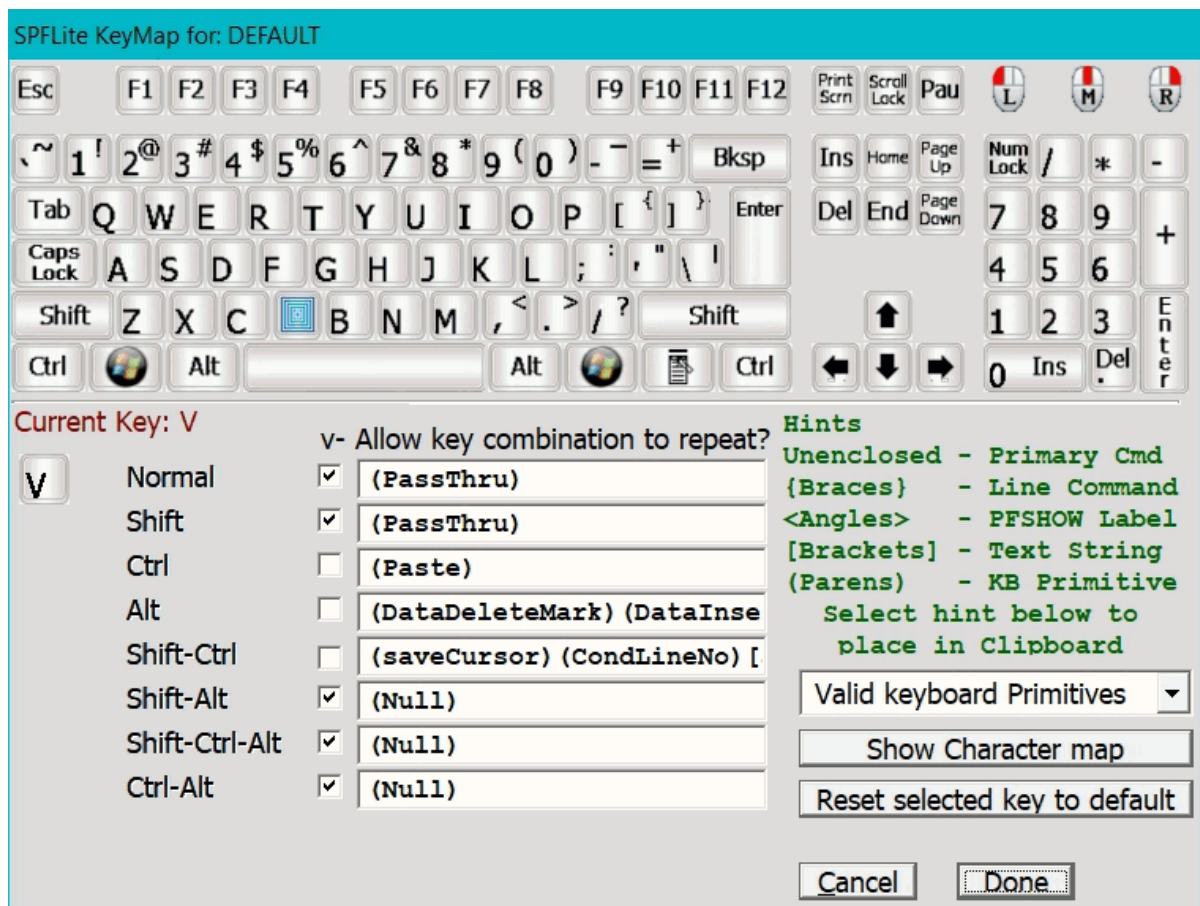 SPFLite KeyMap for: DEFAULT
Esc F1 F2 F3 F4 F5 F6 F7 F8 F9 F10 F11 F12 Print Scrn Scroll Lock Pau L M R
` ~ 1 ! 2 @ 3 # 4 $ 5 % 6 ^ 7 & 8 * 9 ( 0 ) - _ = + Bksp Ins Home Page Up Num Lock / * -
Tab Q W E R T Y U I O P [ { ] } Enter Del End Page Down 7 8 9 +
Caps Lock A S D F G H J K L ; : ' " \ | 4 5 6
Shift Z X C B N M , < . > / ? Shift 1 2 3 Enter
Ctrl Alt Alt Ctrl 0 Ins Del .
Current Key: V
v- Allow key combination to repeat?
V
Normal (PassThru)
Shift (PassThru)
Ctrl (Paste)
Alt (DataDeleteMark)(DataInse
Shift-Ctrl (saveCursor)(CondLineNo)[
Shift-Alt (Null)
Shift-Ctrl-Alt (Null)
Ctrl-Alt (Null)
Hints
Unenclosed - Primary Cmd
{Braces} - Line Command
<Angles> - PFSHOW Label
[Brackets] - Text String
(Parens) - KB Primitive
Select hint below to
place in Clipboard
Valid keyboard Primitives
Show Character map
Reset selected key to default
Cancel Done